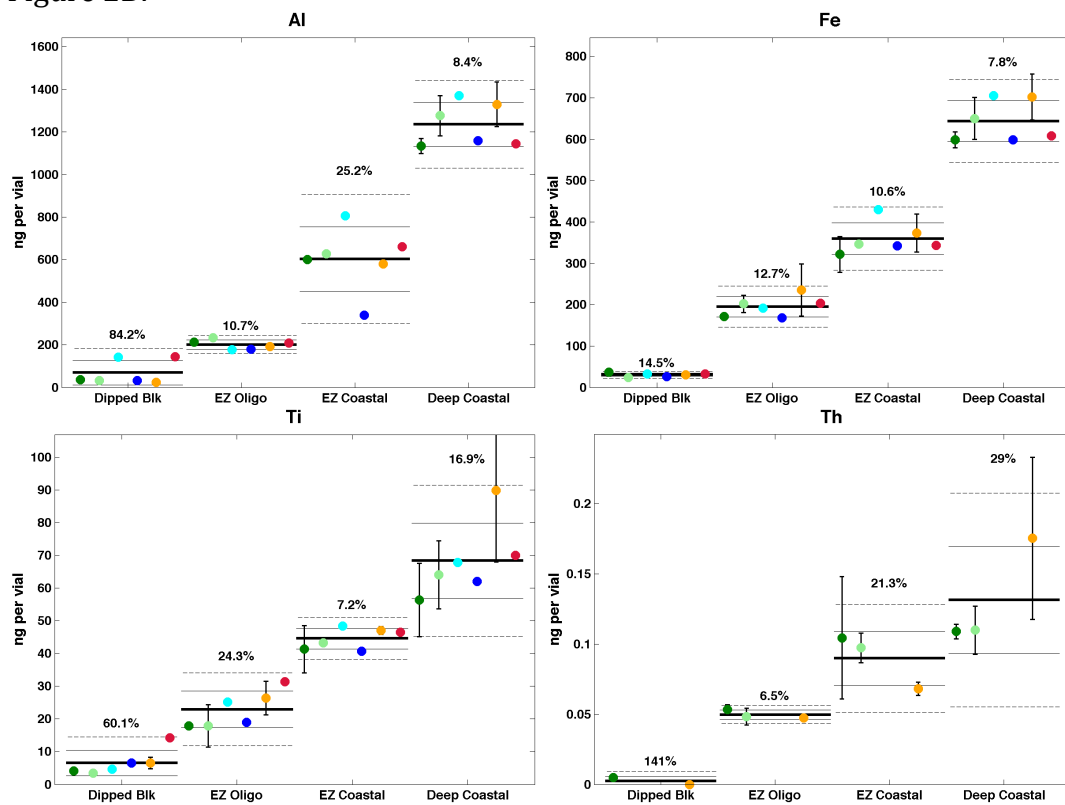 Figure 2B.
Al
Fe
1600
1400
1200
1000
800
600
400
200
0
ng per vial
84.2%
10.7%
25.2%
8.4%
Dipped Blk
EZ Oligo
EZ Coastal
Deep Coastal
800
700
600
500
400
300
200
100
0
ng per vial
14.5%
12.7%
10.6%
7.8%
Dipped Blk
EZ Oligo
EZ Coastal
Deep Coastal
Ti
Th
100
90
80
70
60
50
40
30
20
10
0
ng per vial
60.1%
24.3%
7.2%
16.9%
Dipped Blk
EZ Oligo
EZ Coastal
Deep Coastal
0.2
0.15
0.1
0.05
0
ng per vial
141%
6.5%
21.3%
29%
Dipped Blk
EZ Oligo
EZ Coastal
Deep Coastal